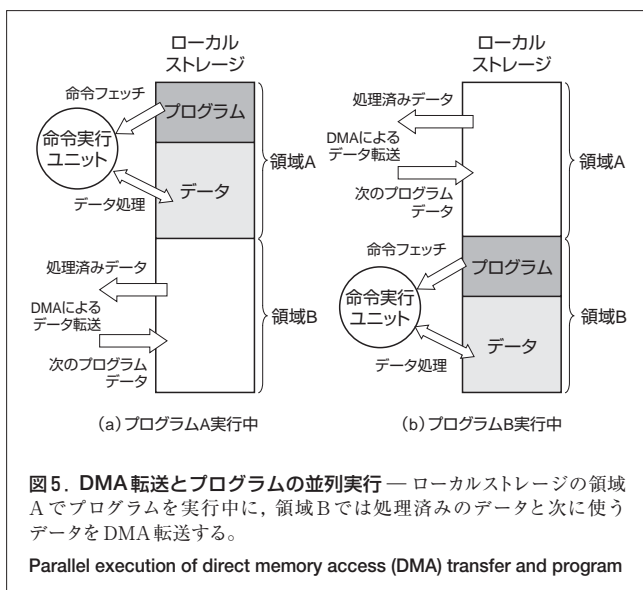 ローカル
ストレージ
命令フェッチ
プログラム
命令実行
ユニット
データ
データ処理
領域A
処理済みデータ
DMAによる
データ転送
次のプログラム
データ
領域B
(a)プログラムA実行中
ローカル
ストレージ
処理済みデータ
DMAによる
データ転送
次のプログラム
データ
領域A
命令フェッチ
プログラム
命令実行
ユニット
データ
データ処理
領域B
(b)プログラムB実行中
図5.DMA転送とプログラムの並列実行 ― ローカルストレージの領域
Aでプログラムを実行中に,領域Bでは処理済みのデータと次に使う
データをDMA転送する。
Parallel execution of direct memory access (DMA) transfer and program